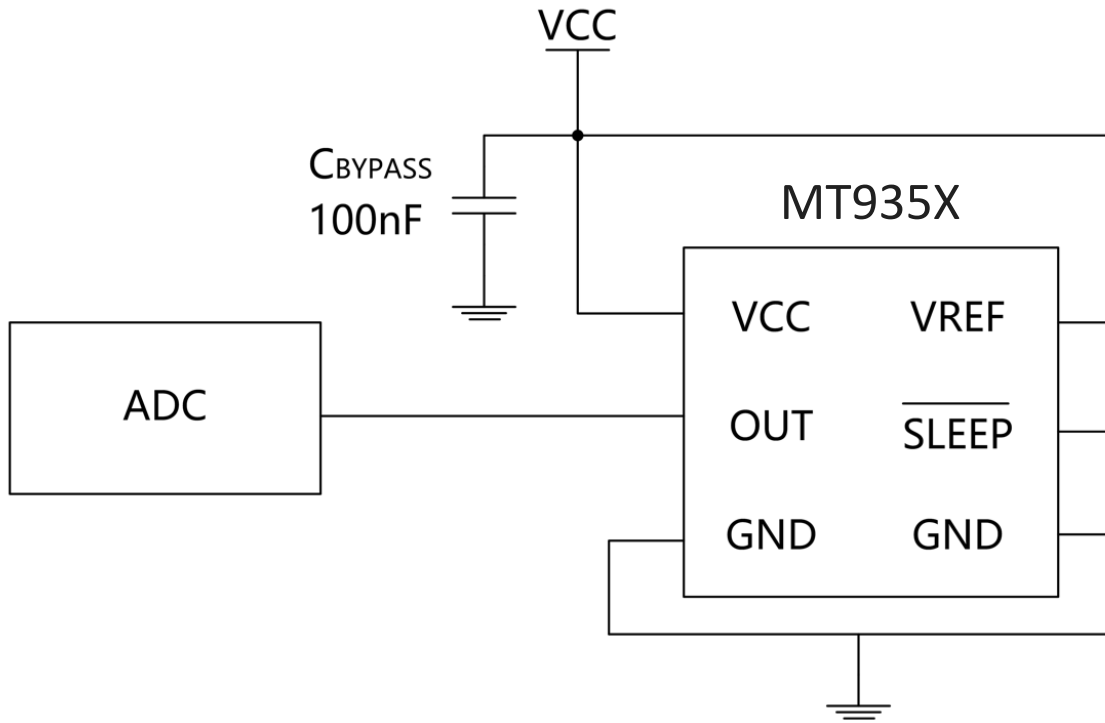 VCC
CBYPASS
100nF
MT935X
VCC
VREF
ADC
OUT
SLEEP
GND
GND